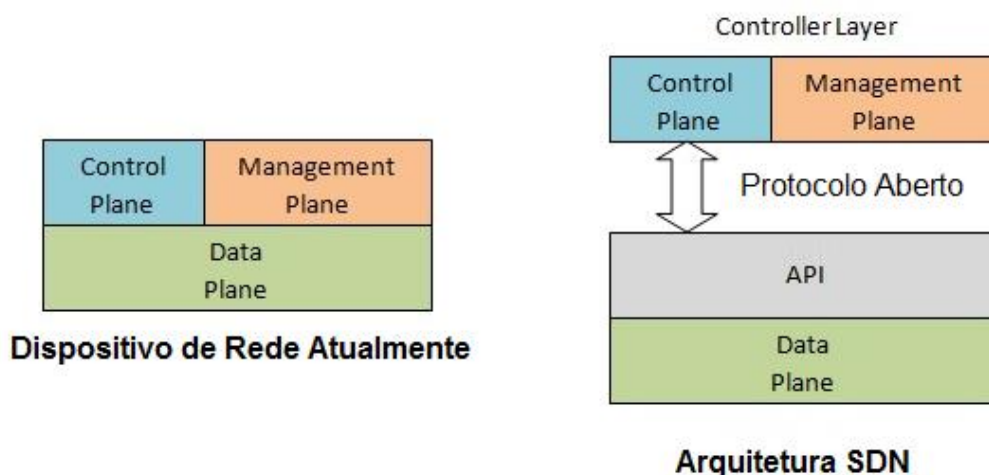 Control
Plane
Management
Plane
Data
Plane
Dispositivo de Rede Atualmente
Controller Layer
Control
Plane
Management
Plane
Protocolo Aberto
API
Data
Plane
Arquitetura SDN